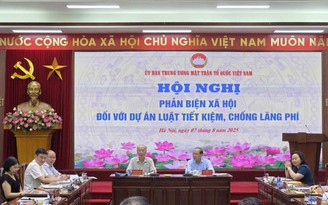 NƯỚC CỘNG HÒA XÃ HỘI CHỦ NGHĨA VIỆT NAM
ỦY BAN TRUNG ƯƠNG MẶT TRẬN TỔ QUỐC VIỆT NAM
HỘI NGHỊ
PHẢN BIỆN XÃ HỘI
ĐỐI VỚI DỰ ÁN LUẬT TIẾT KIỆM, CHỐNG LÃNG PHÍ
Hà Nội, ngày 07 tháng 8 năm 2025